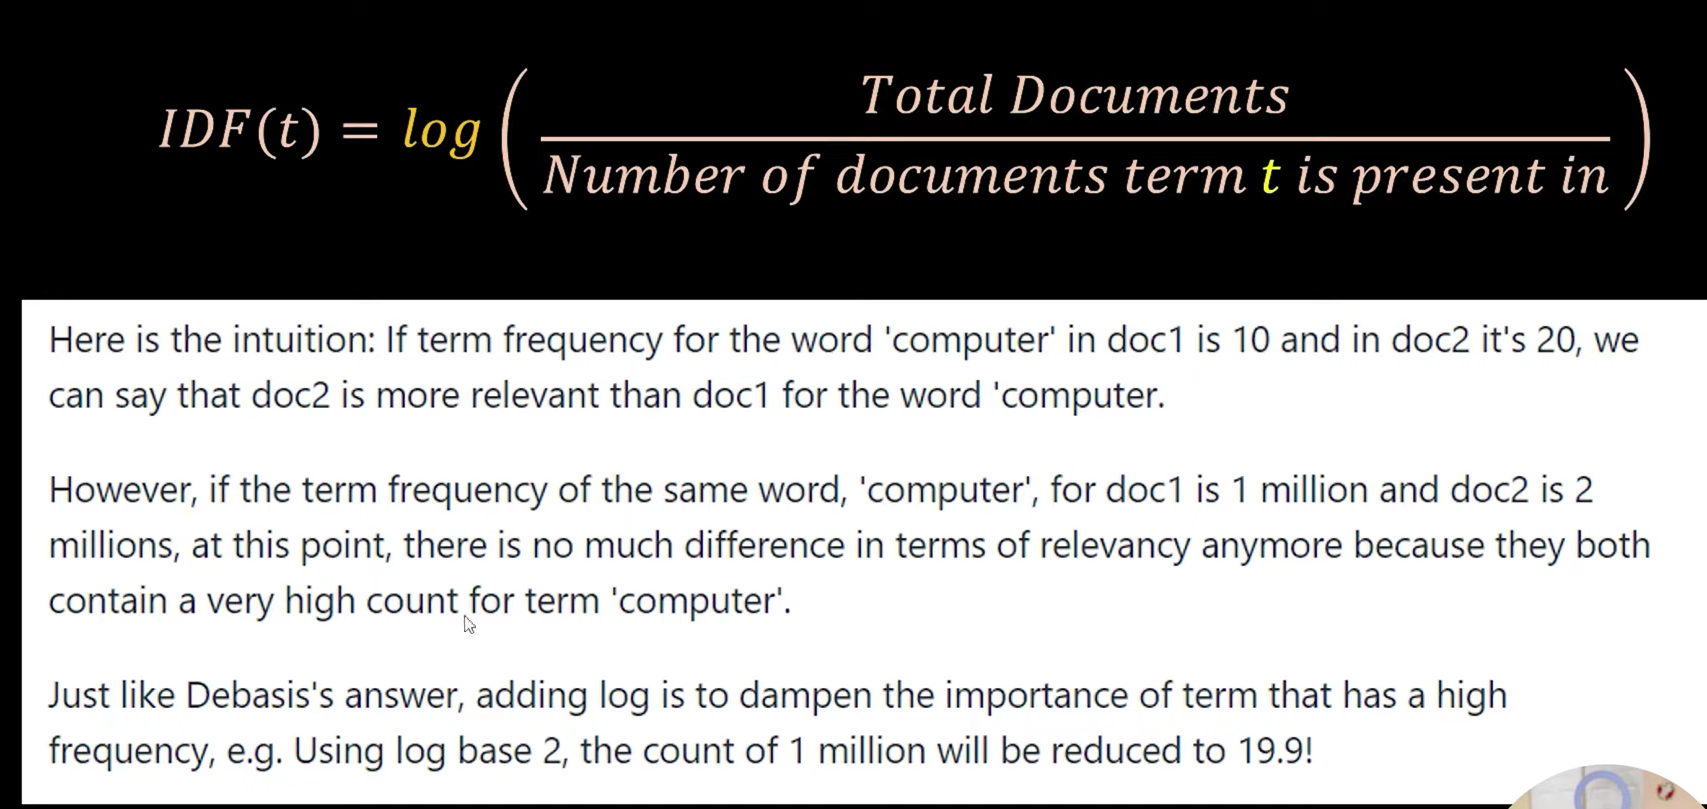 IDF(t) = log ( Total Documents
Number of documents term t is present in )
Here is the intuition: If term frequency for the word 'computer' in doc1 is 10 and in doc2 it's 20, we
can say that doc2 is more relevant than doc1 for the word 'computer.
However, if the term frequency of the same word, 'computer', for doc1 is 1 million and doc2 is 2
millions, at this point, there is no much difference in terms of relevancy anymore because they both
contain a very high count for term 'computer'.
Just like Debasis's answer, adding log is to dampen the importance of term that has a high
frequency, e.g. Using log base 2, the count of 1 million will be reduced to 19.9!